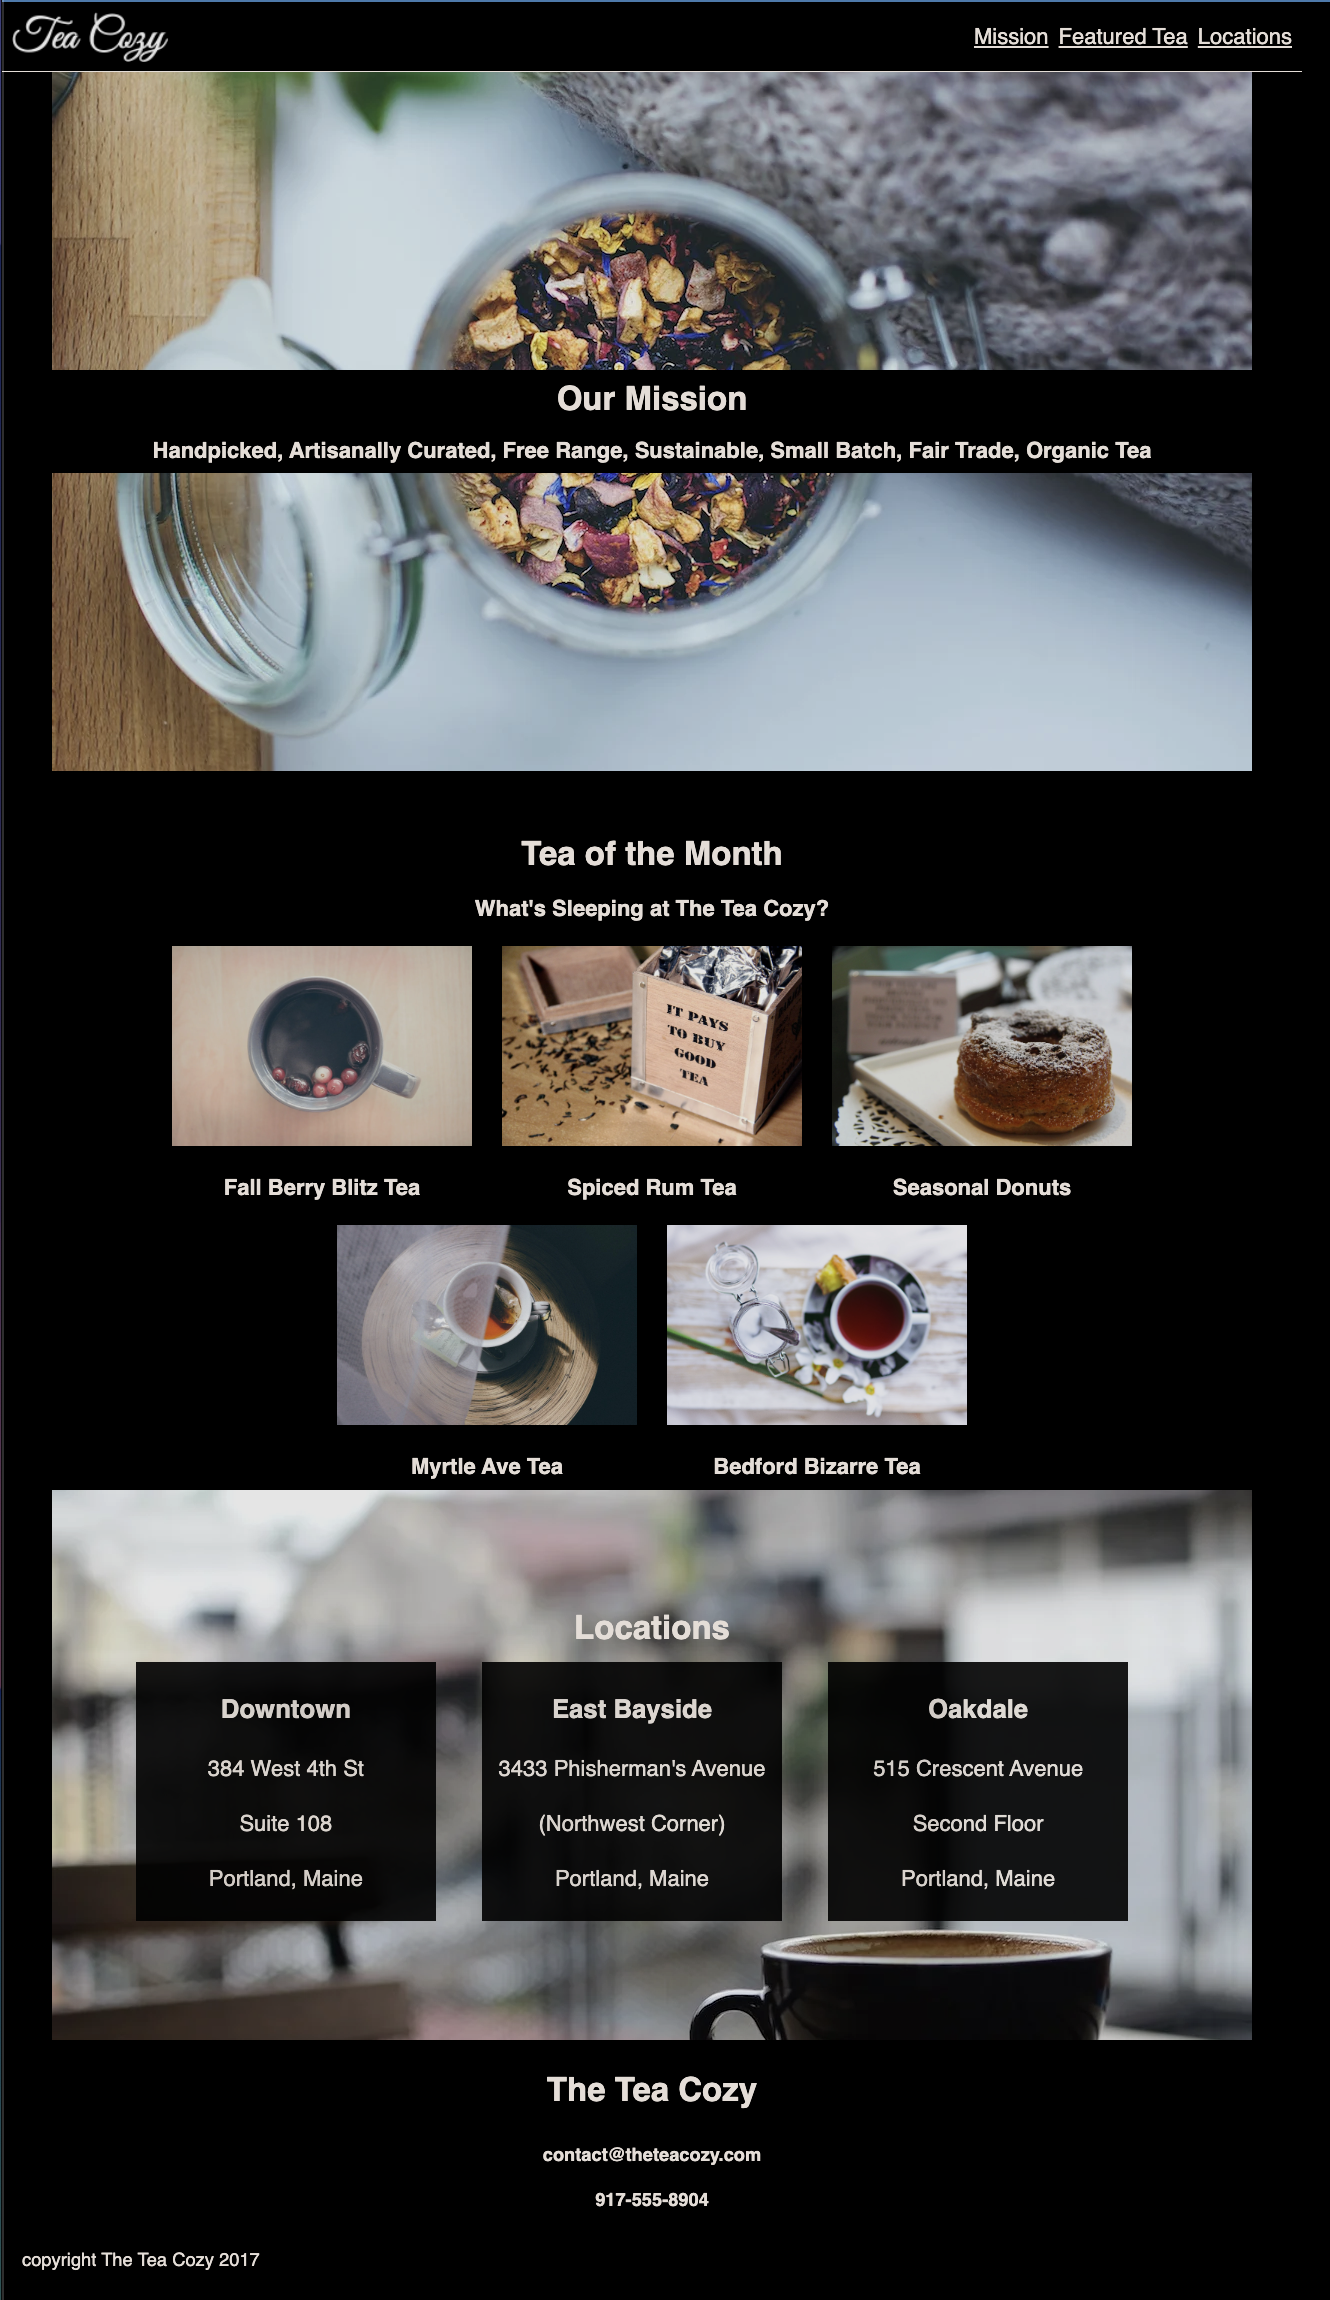 Tea Cozy
Mission Featured Tea Locations
Our Mission
Handpicked, Artisanally Curated, Free Range, Sustainable, Small Batch, Fair Trade, Organic Tea
Tea of the Month
What's Sleeping at The Tea Cozy?
IT PAYS
TO BUY
GOOD
TEA
Fall Berry Blitz Tea
Spiced Rum Tea
Seasonal Donuts
Myrtle Ave Tea
Bedford Bizarre Tea
Locations
Downtown
384 West 4th St
Suite 108
Portland, Maine
East Bayside
3433 Phisherman's Avenue
(Northwest Corner)
Portland, Maine
Oakdale
515 Crescent Avenue
Second Floor
Portland, Maine
The Tea Cozy
contact@theteacozy.com
917-555-8904
copyright The Tea Cozy 2017